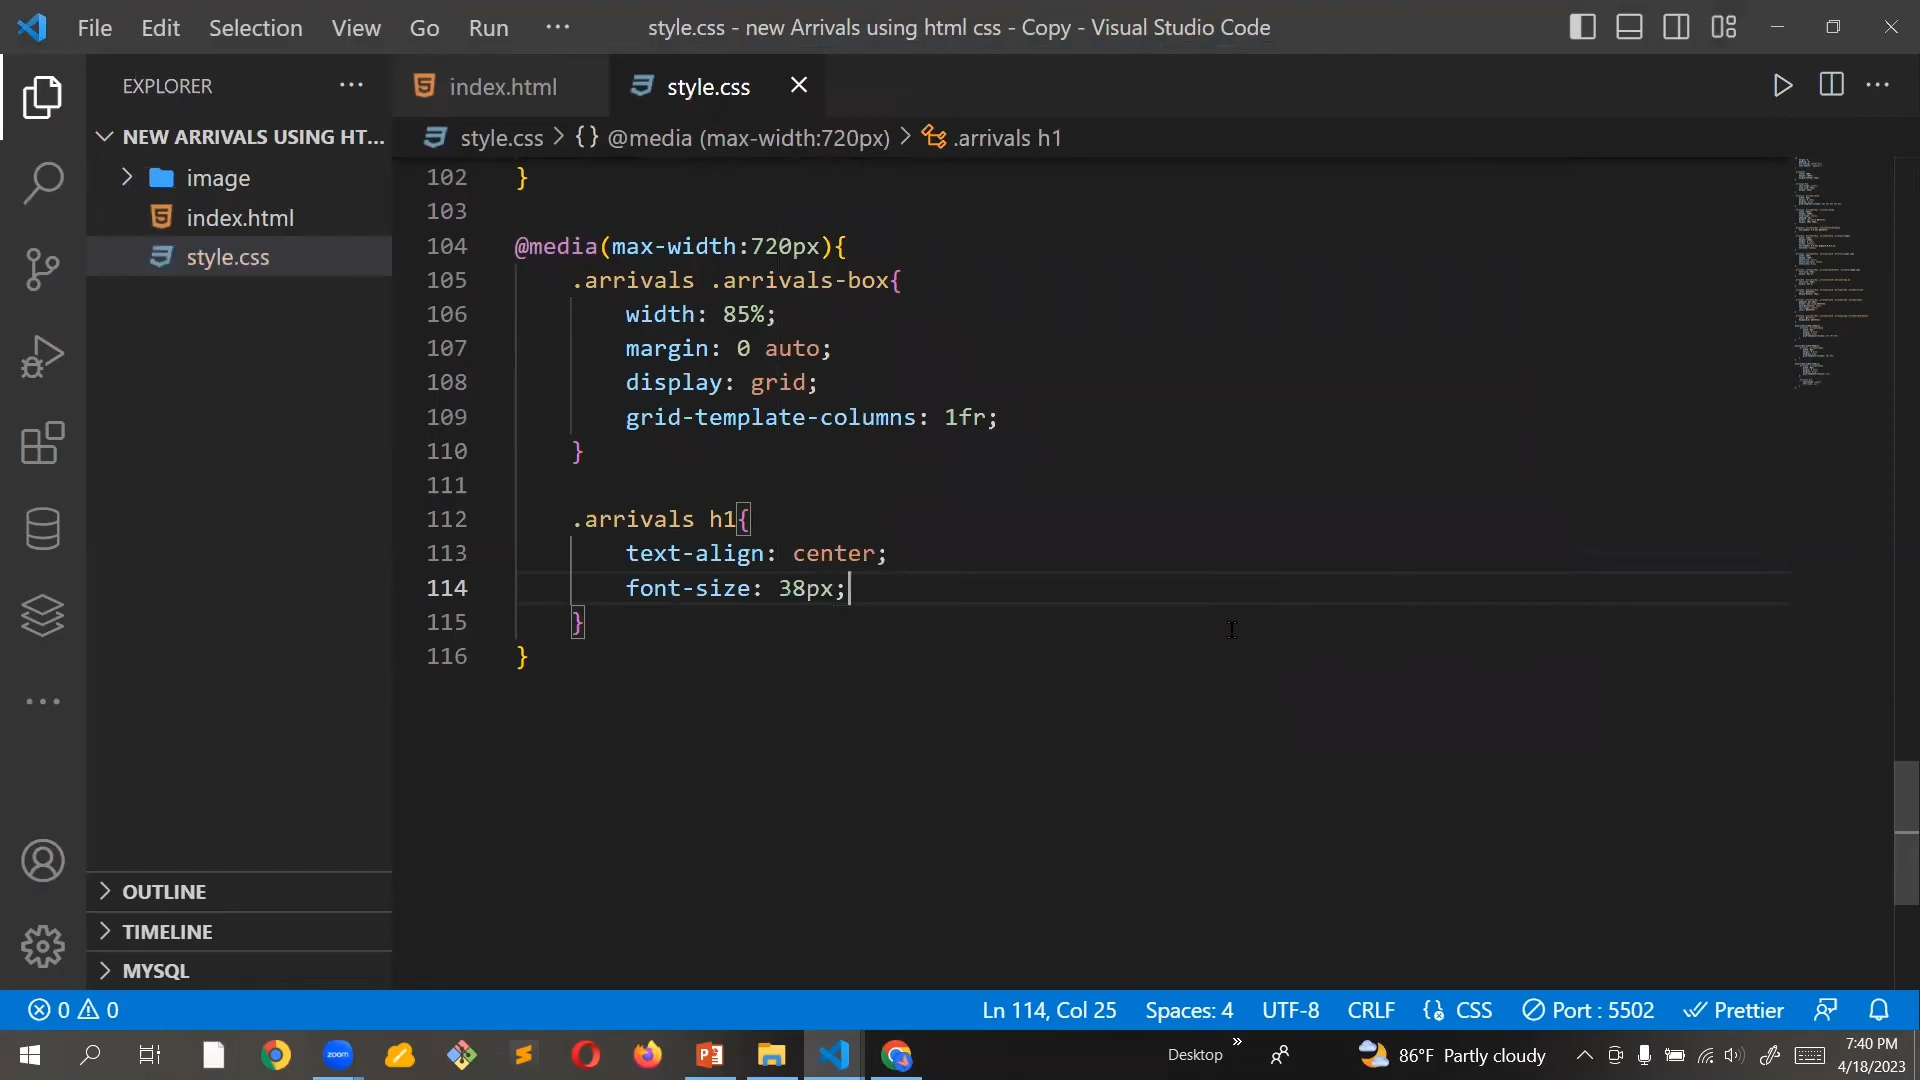 File Edit Selection View Go Run ··· style.css - new Arrivals using html css - Copy - Visual Studio Code
EXPLORER ··· index.html style.css
NEW ARRIVALS USING HT... style.css > {} @media (max-width:720px) > .arrivals h1
image
index.html
style.css
102 }
103
104 @media(max-width:720px){
105 .arrivals .arrivals-box{
106 width: 85%;
107 margin: 0 auto;
108 display: grid;
109 grid-template-columns: 1fr;
110 }
111
112 .arrivals h1{
113 text-align: center;
114 font-size: 38px;
115 }
116 }
OUTLINE
TIMELINE
MYSQL
0 0 Ln 114, Col 25 Spaces: 4 UTF-8 CRLF {} CSS Port : 5502 Prettier
zoom Desktop » 86°F Partly cloudy 7:40 PM
4/18/2023